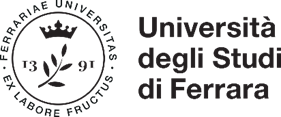 · FERRARIAE UNIVERSITAS ·
EX LABORE FRUCTUS
13 91
Università
degli Studi
di Ferrara